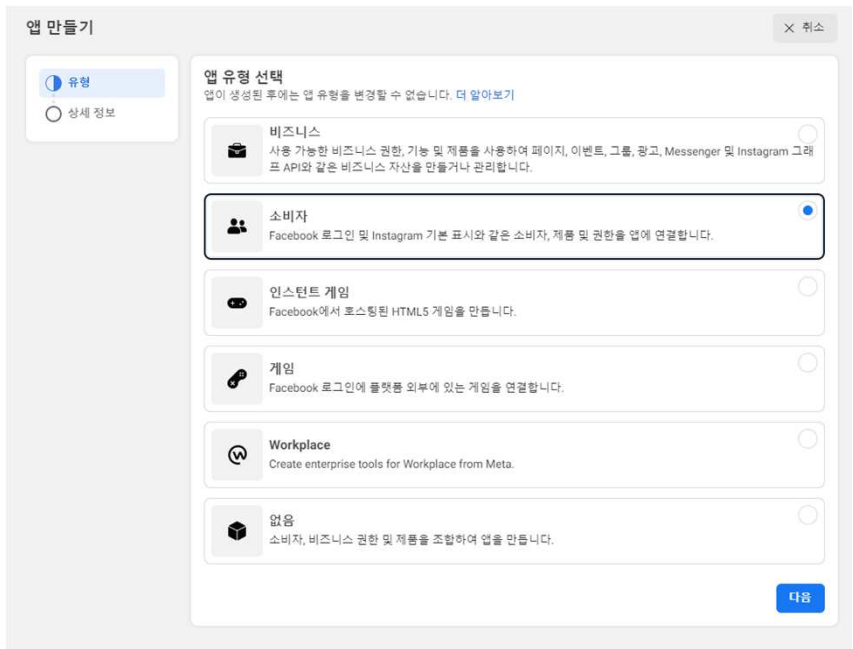 앱 만들기
취소
유형
상세 정보
앱 유형 선택
앱이 생성된 후에는 앱 유형을 변경할 수 없습니다. 더 알아보기
비즈니스
사용 가능한 비즈니스 권한, 기능 및 제품을 사용하여 페이지, 이벤트, 그룹, 광고, Messenger 및 Instagram 그래
프 API와 같은 비즈니스 자산을 만들거나 관리합니다.
소비자
Facebook 로그인 및 Instagram 기본 표시와 같은 소비자, 제품 및 권한을 앱에 연결합니다.
인스턴트 게임
Facebook에서 호스팅된 HTML5 게임을 만듭니다.
게임
Facebook 로그인에 플랫폼 외부에 있는 게임을 연결합니다.
Workplace
Create enterprise tools for Workplace from Meta.
없음
소비자, 비즈니스 권한 및 제품을 조합하여 앱을 만듭니다.
다음